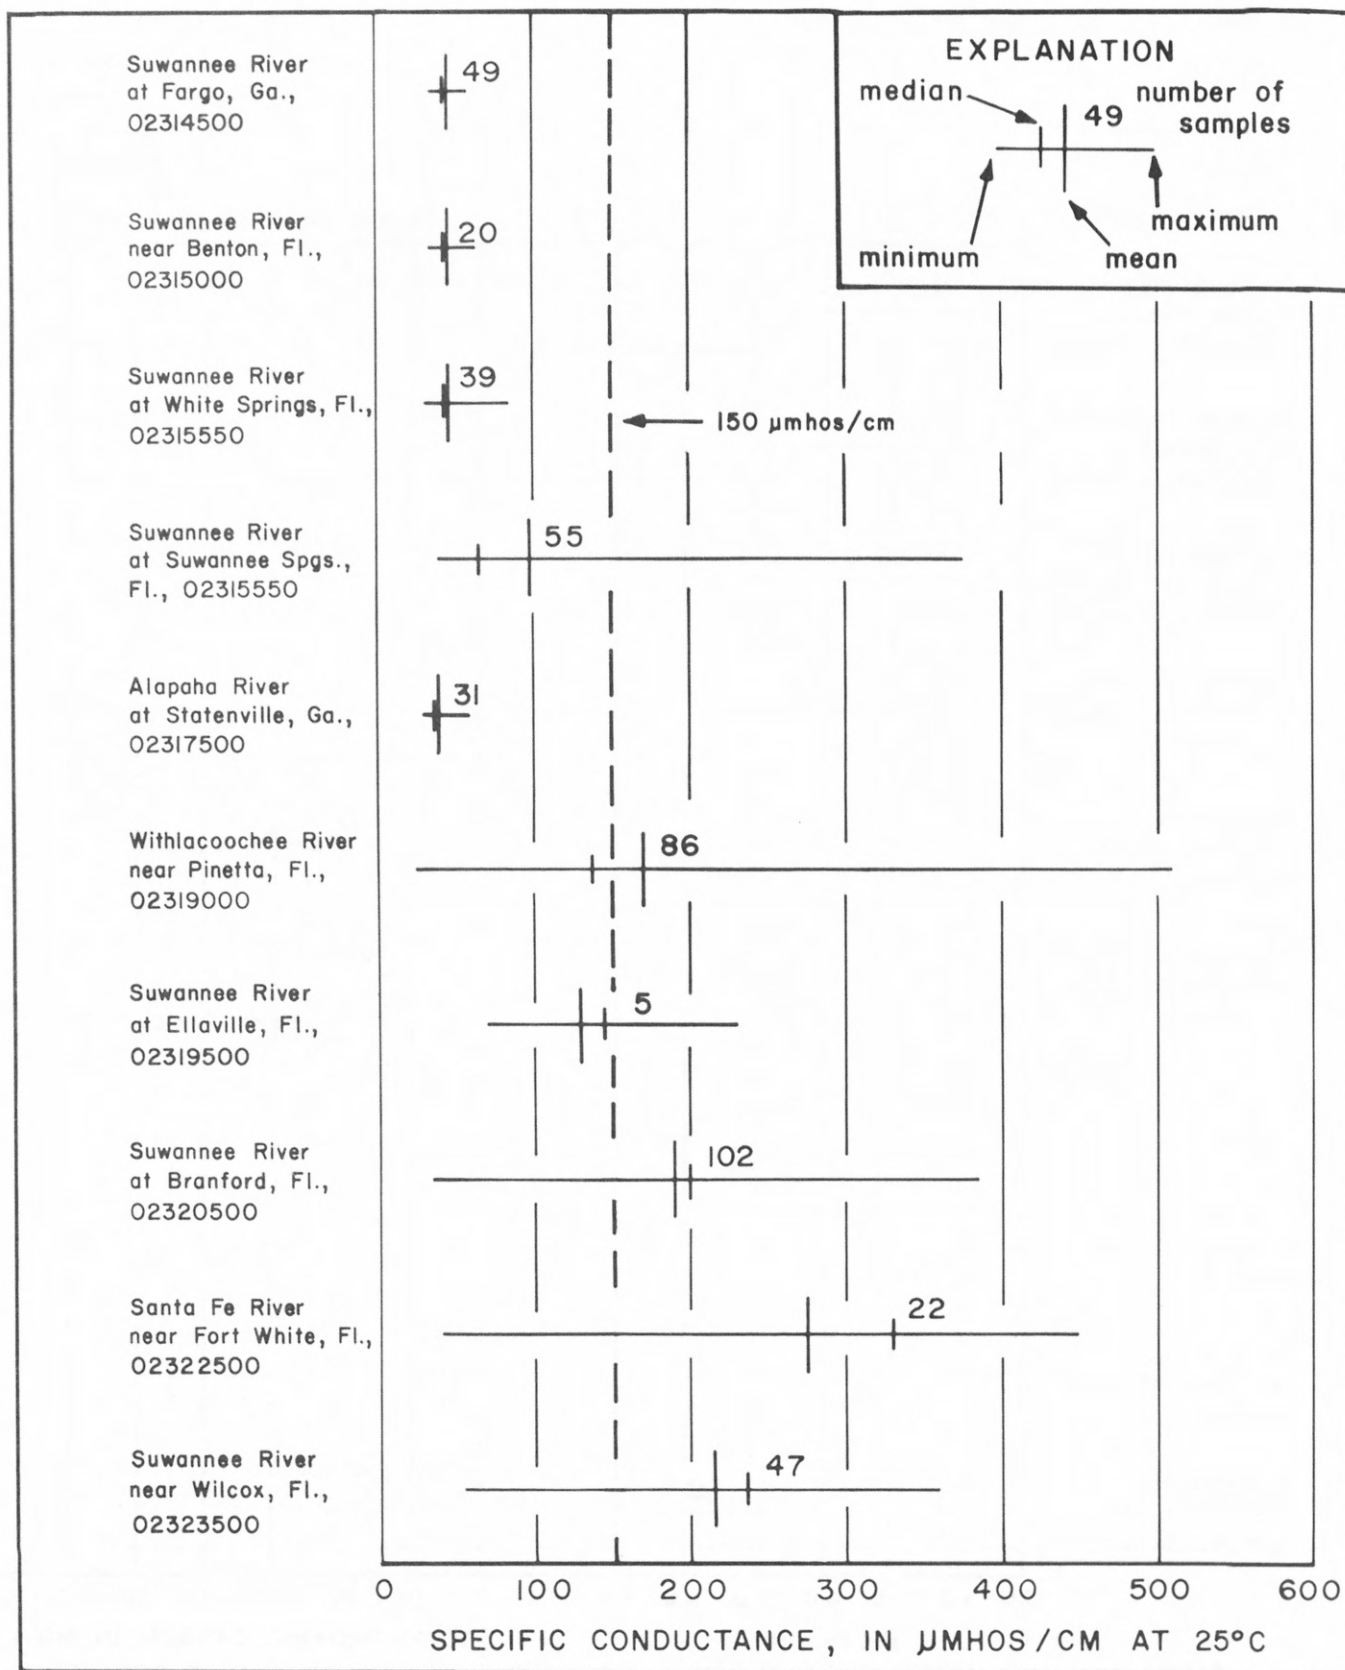 Suwannee River
at Fargo, Ga.,
02314500
49
Suwannee River
near Benton, Fl.,
02315000
20
Suwannee River
at White Springs, Fl.,
02315550
39
Suwannee River
at Suwannee Spgs.,
Fl., 02315550
55
Alapaha River
at Statenville, Ga.,
02317500
31
Withlacoochee River
near Pinetta, Fl.,
02319000
86
Suwannee River
at Ellaville, Fl.,
02319500
5
Suwannee River
at Branford, Fl.,
02320500
102
Santa Fe River
near Fort White, Fl.,
02322500
22
Suwannee River
near Wilcox, Fl.,
02323500
47
EXPLANATION
median
49 number of
samples
minimum
mean
maximum
150 µmhos/cm
0 100 200 300 400 500 600
SPECIFIC CONDUCTANCE, IN µMHOS/CM AT 25°C